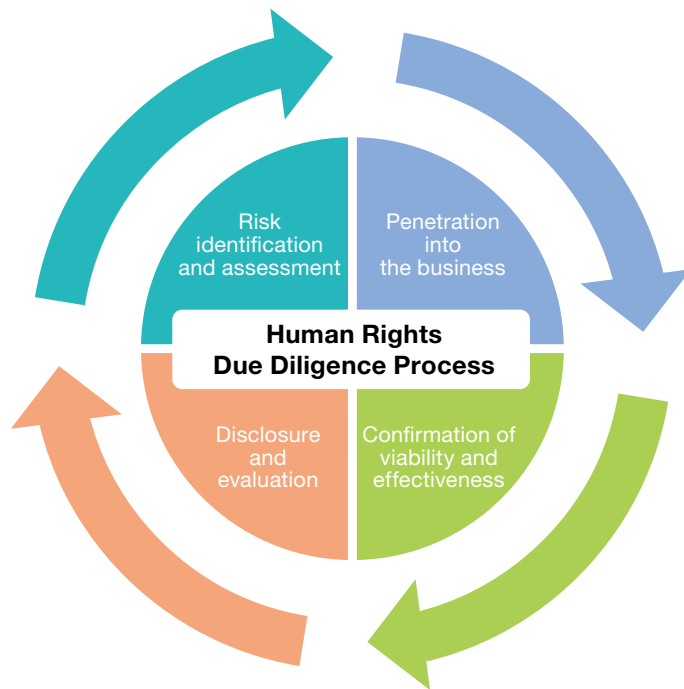 Risk
identification
and assessment
Penetration
into
the business
Human Rights
Due Diligence Process
Disclosure
and
evaluation
Confirmation of
viability and
effectiveness